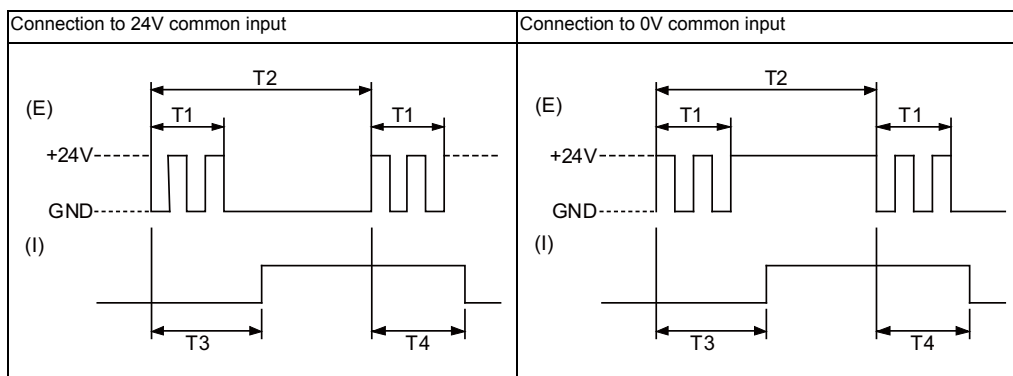 Connection to 24V common input
T2
(E)
T1
T1
+24V
GND
(I)
T3
T4
Connection to 0V common input
T2
(E)
T1
T1
+24V
GND
(I)
T3
T4